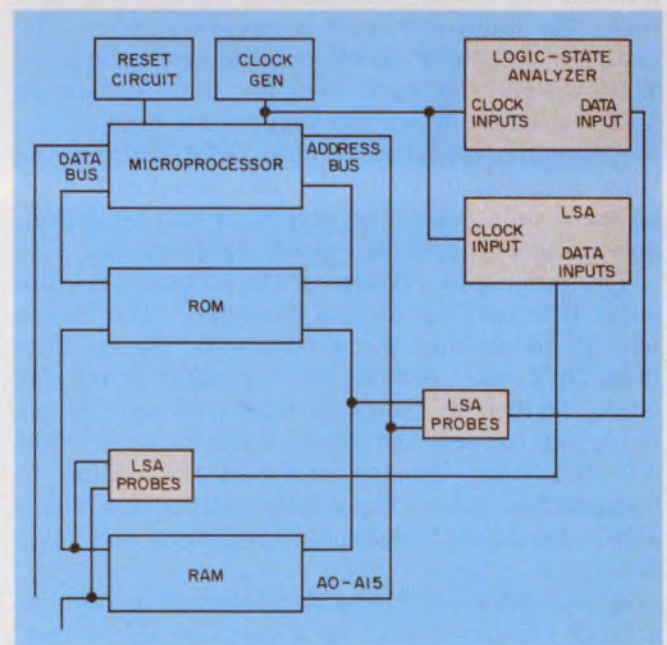 RESET
CIRCUIT
CLOCK
GEN
LOGIC-STATE
ANALYZER
CLOCK
INPUTS
DATA
INPUT
DATA
BUS
MICROPROCESSOR
ADDRESS
BUS
LSA
CLOCK
INPUT
DATA
INPUTS
ROM
LSA
PROBES
LSA
PROBES
RAM
A0-A15